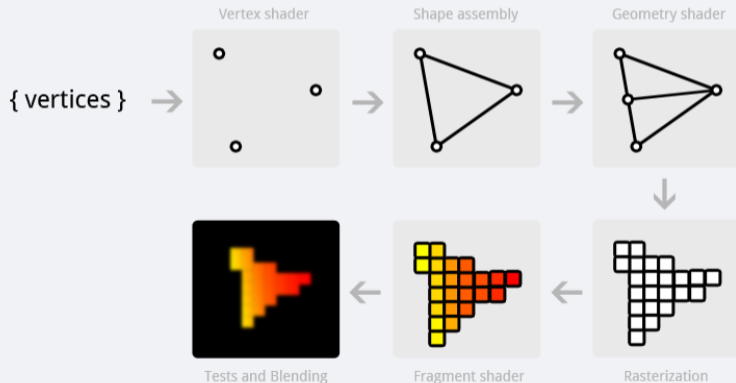 Vertex shader
Shape assembly
Geometry shader
{ vertices }
Tests and Blending
Fragment shader
Rasterization